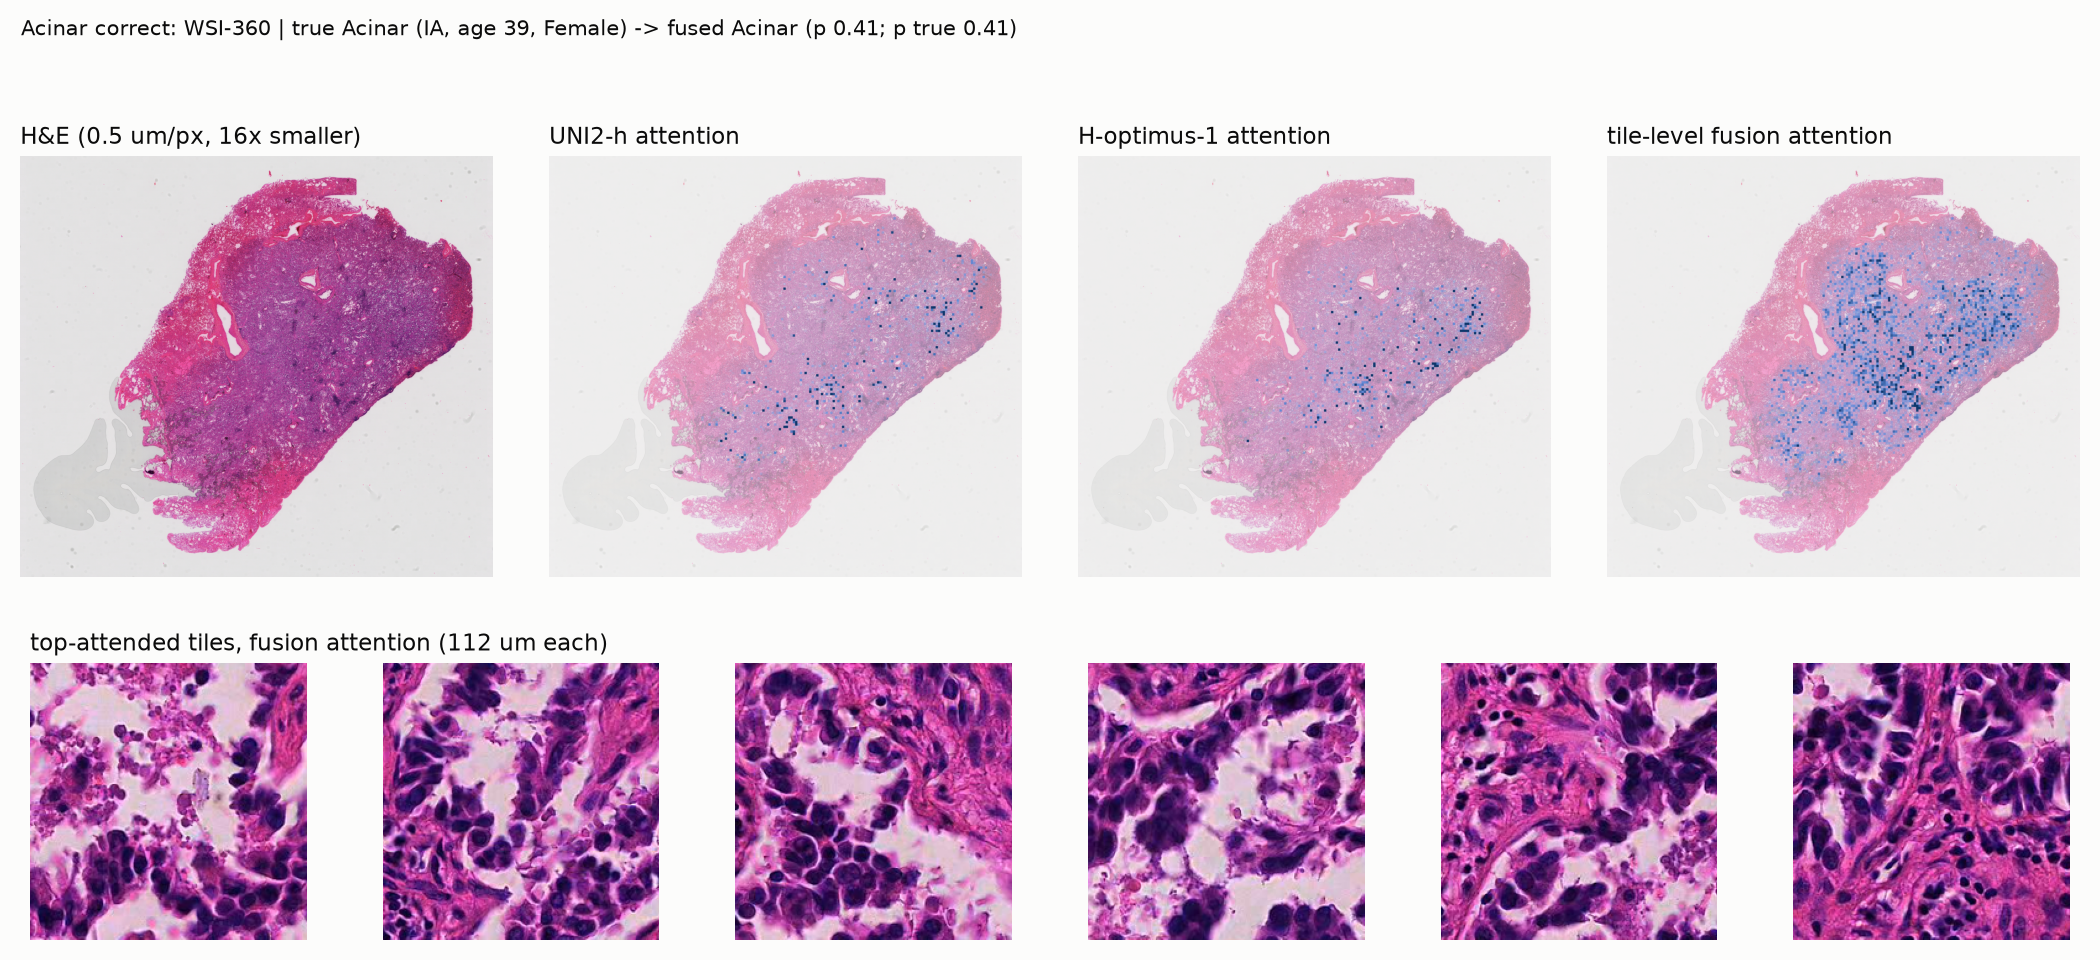 Acinar correct: WSI-360 | true Acinar (IA, age 39, Female) -> fused Acinar (p 0.41; p true 0.41)
H&E (0.5 um/px, 16x smaller)
UNI2-h attention
H-optimus-1 attention
tile-level fusion attention
top-attended tiles, fusion attention (112 um each)